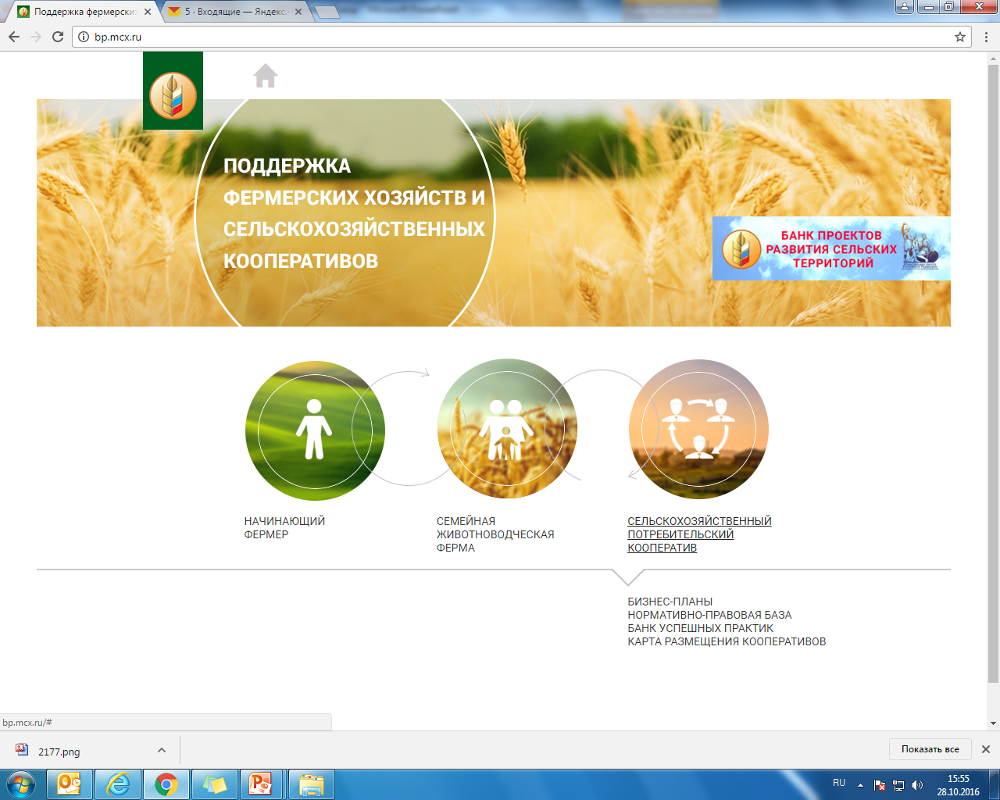 Поддержка фермерских
5 · Входящие — Яндекс
bp.mcx.ru
ПОДДЕРЖКА
ФЕРМЕРСКИХ ХОЗЯЙСТВ И
СЕЛЬСКОХОЗЯЙСТВЕННЫХ
КООПЕРАТИВОВ
БАНК ПРОЕКТОВ
РАЗВИТИЯ СЕЛЬСКИХ
ТЕРРИТОРИЙ
НАЧИНАЮЩИЙ
ФЕРМЕР
СЕМЕЙНАЯ
ЖИВОТНОВОДЧЕСКАЯ
ФЕРМА
СЕЛЬСКОХОЗЯЙСТВЕННЫЙ
ПОТРЕБИТЕЛЬСКИЙ
КООПЕРАТИВ
БИЗНЕС-ПЛАНЫ
НОРМАТИВНО-ПРАВОВАЯ БАЗА
БАНК УСПЕШНЫХ ПРАКТИК
КАРТА РАЗМЕЩЕНИЯ КООПЕРАТИВОВ
bp.mcx.ru/#
2177.png
Показать все
RU
15:55
28.10.2016